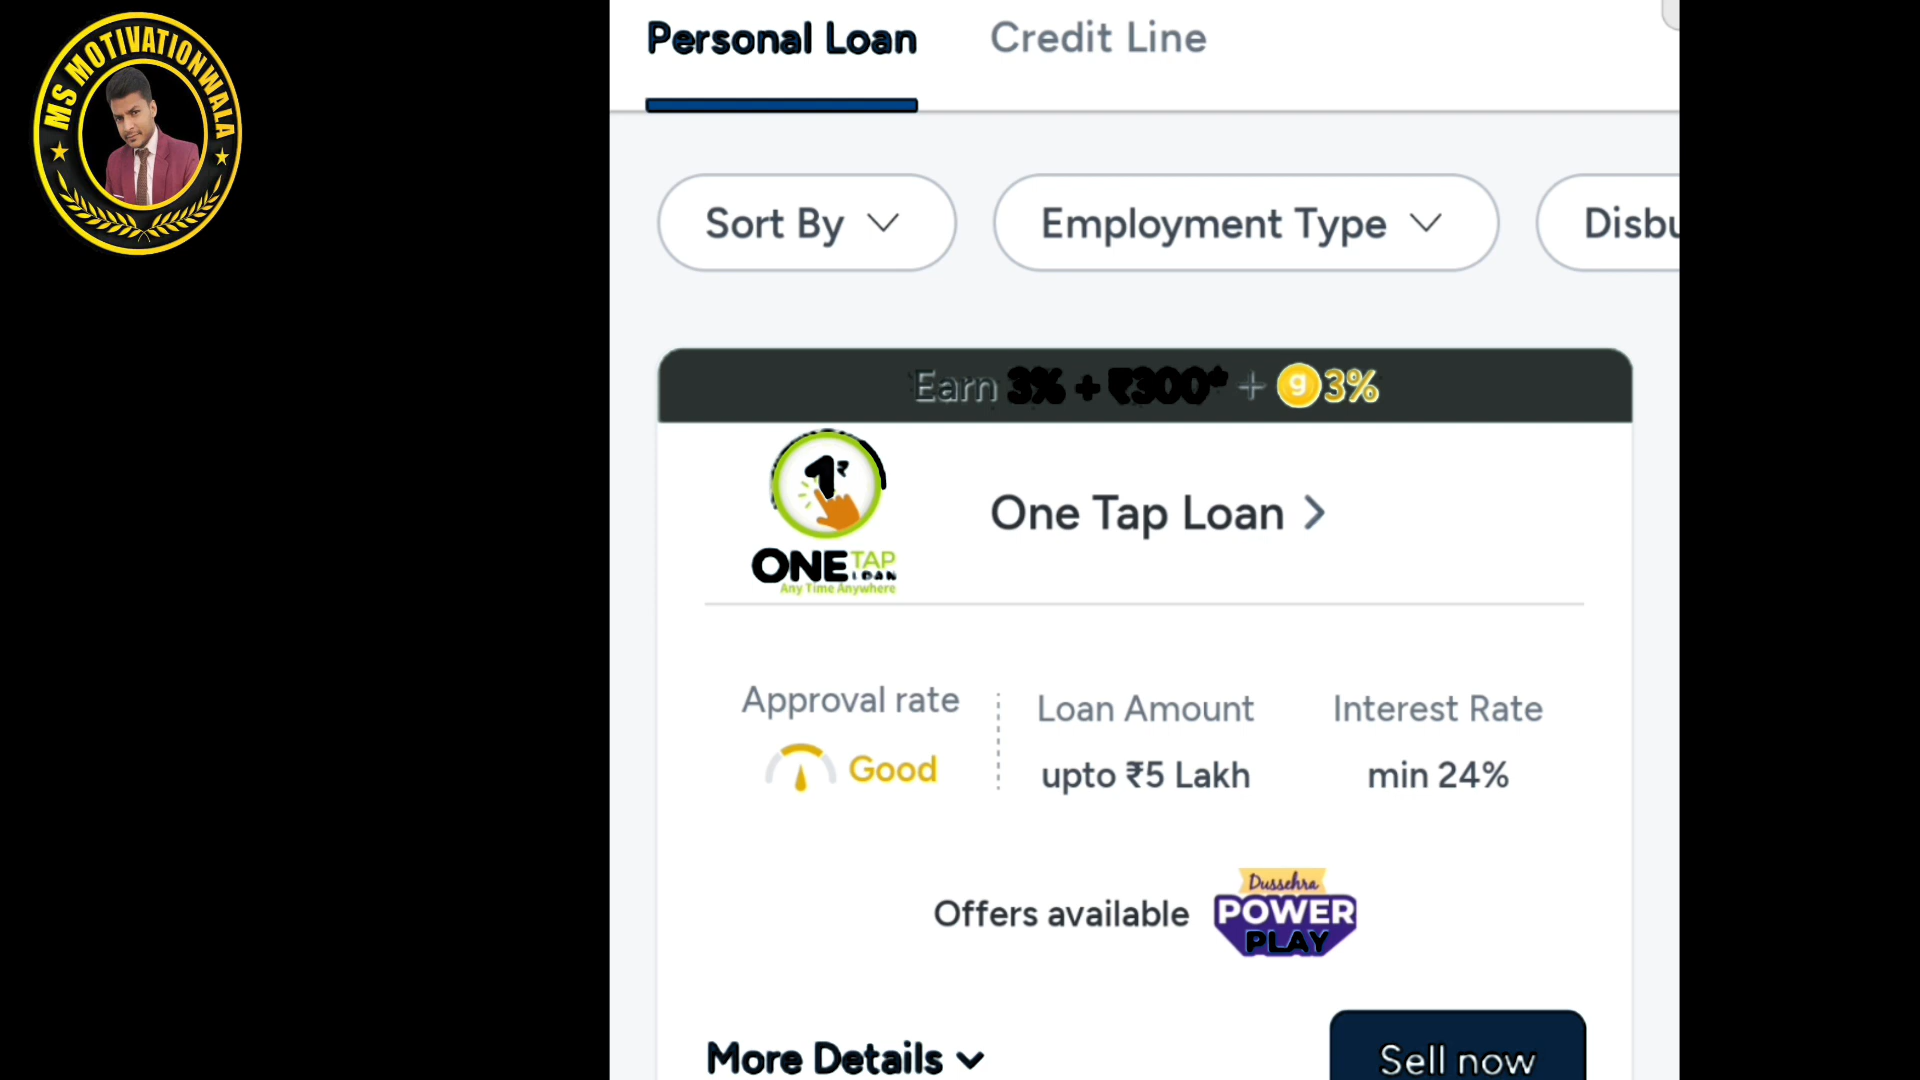 MS MOTIVATIONWALA
Personal Loan Credit Line
Sort By Employment Type Disbu
Earn 3% + ₹300* + g 3%
1₹
ONE TAP
LOAN
Any Time Anywhere
One Tap Loan
Approval rate Loan Amount Interest Rate
Good upto ₹5 Lakh min 24%
Offers available
Dussehra
POWER
PLAY
More Details Sell now